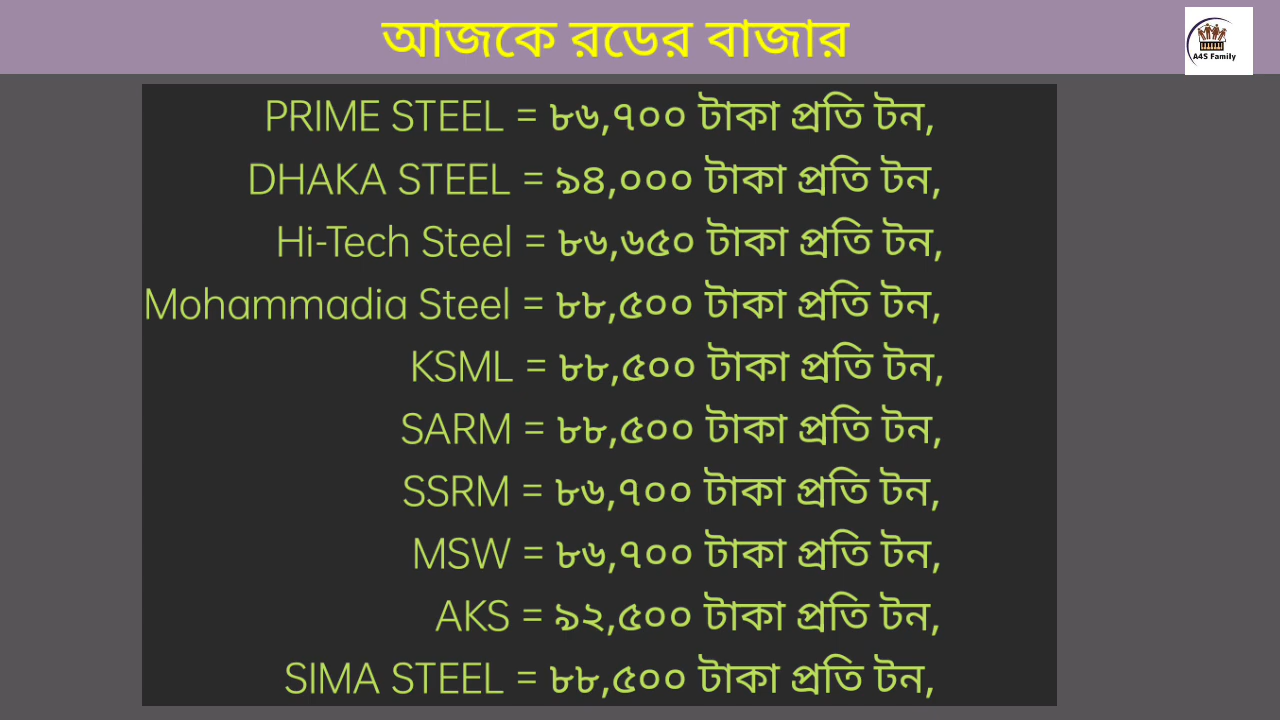 আজকে রডের বাজার
A4S Family
PRIME STEEL = ৮৬,৭০০ টাকা প্রতি টন,
DHAKA STEEL = ৯৪,০০০ টাকা প্রতি টন,
Hi-Tech Steel = ৮৬,৬৫০ টাকা প্রতি টন,
Mohammadia Steel = ৮৮,৫০০ টাকা প্রতি টন,
KSML = ৮৮,৫০০ টাকা প্রতি টন,
SARM = ৮৮,৫০০ টাকা প্রতি টন,
SSRM = ৮৬,৭০০ টাকা প্রতি টন,
MSW = ৮৬,৭০০ টাকা প্রতি টন,
AKS = ৯২,৫০০ টাকা প্রতি টন,
SIMA STEEL = ৮৮,৫০০ টাকা প্রতি টন,